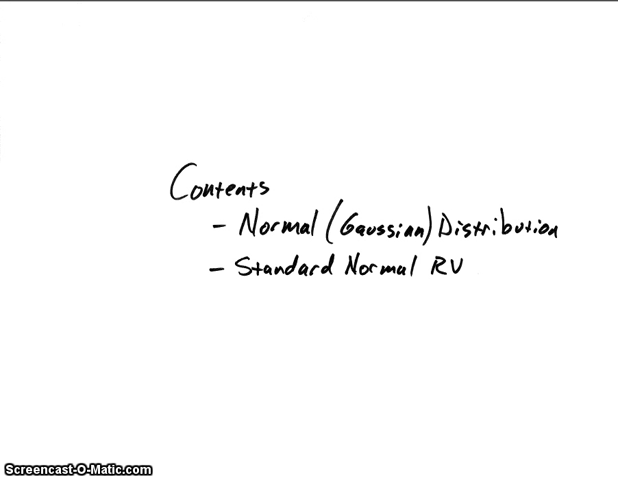 Contents
- Normal (Gaussian) Distribution
- Standard Normal RV
Screencast-O-Matic.com